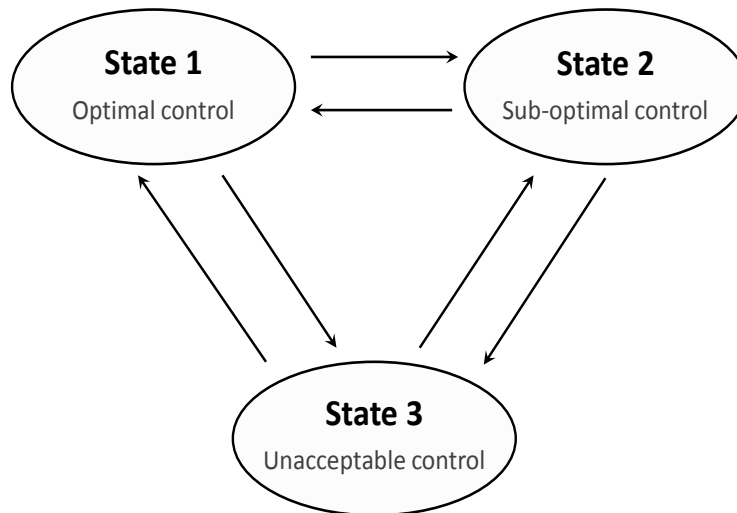 State 1
Optimal control
State 2
Sub-optimal control
State 3
Unacceptable control